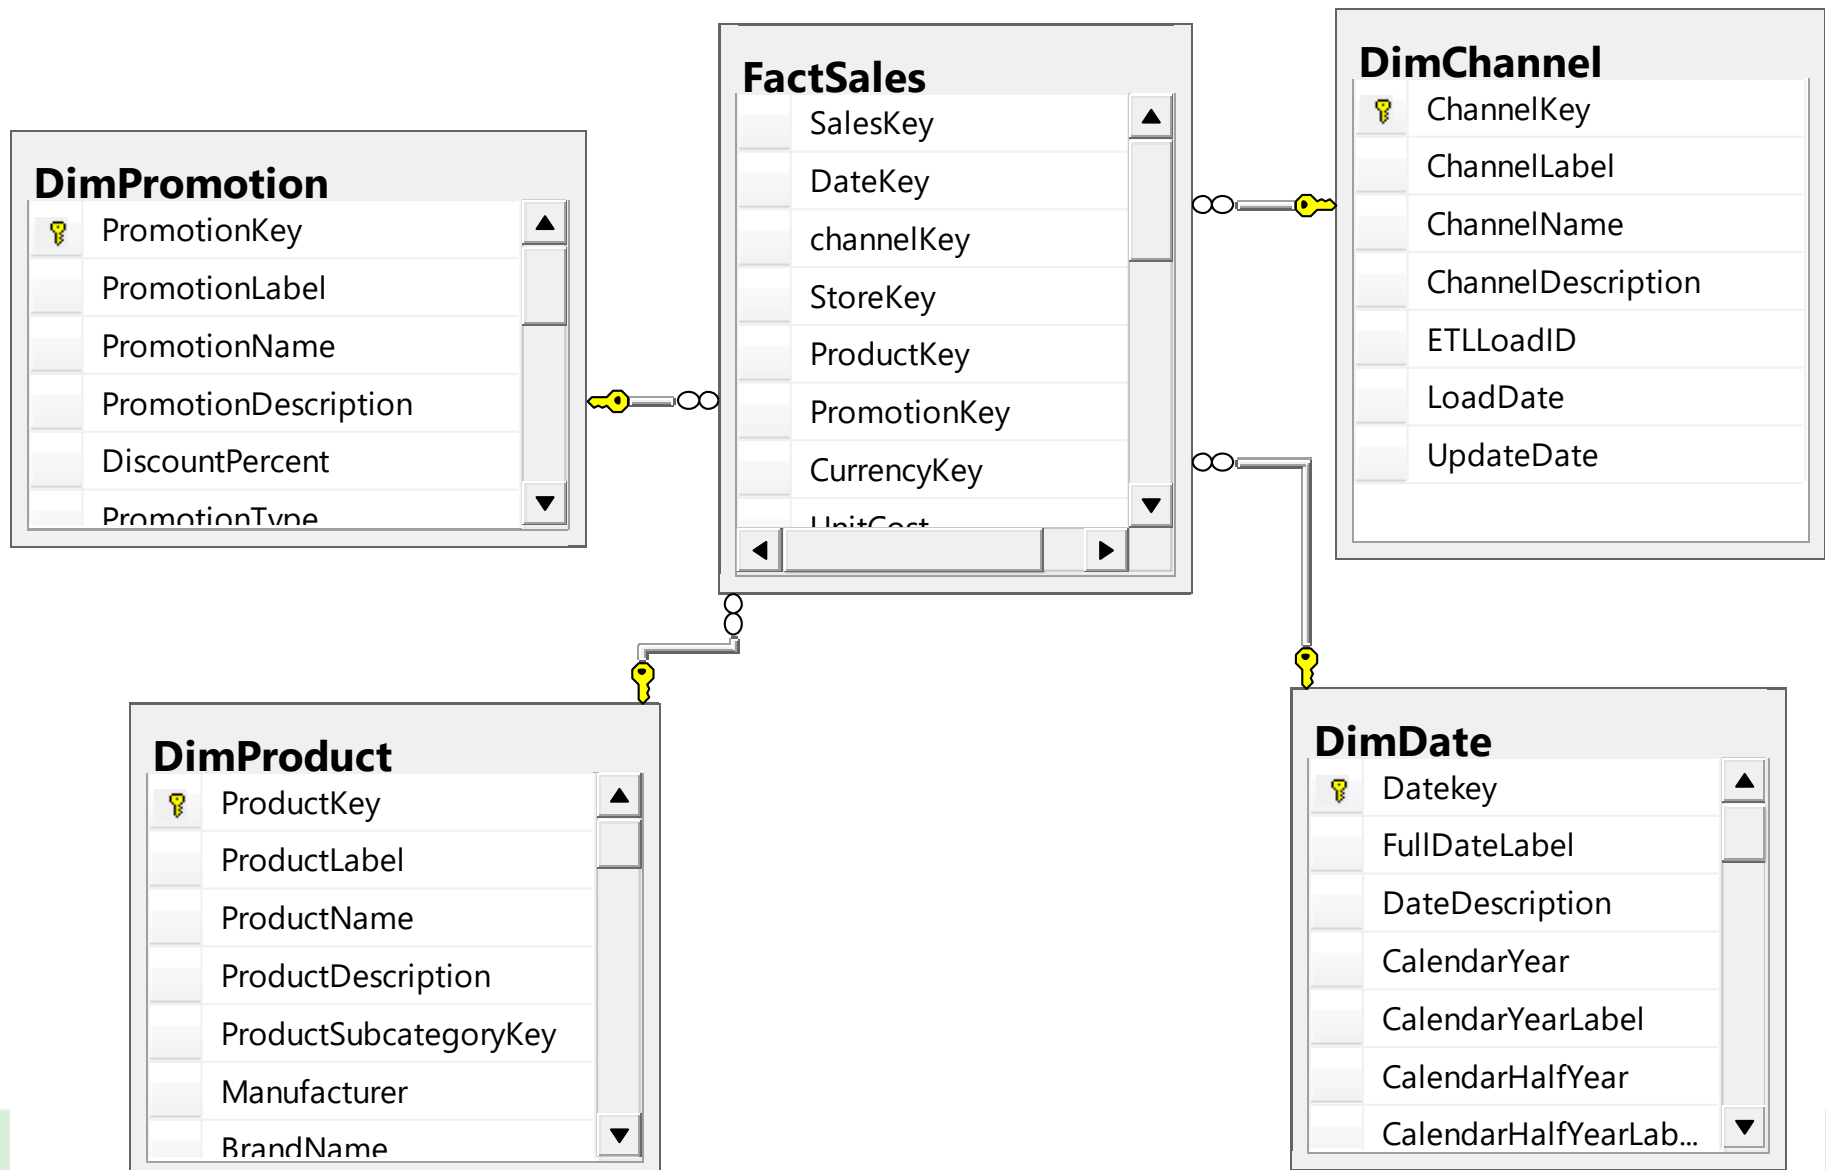 DimPromotion
PromotionKey
PromotionLabel
PromotionName
PromotionDescription
DiscountPercent
PromotionType
FactSales
SalesKey
DateKey
channelKey
StoreKey
ProductKey
PromotionKey
CurrencyKey
UnitCost
DimChannel
ChannelKey
ChannelLabel
ChannelName
ChannelDescription
ETLLoadID
LoadDate
UpdateDate
DimProduct
ProductKey
ProductLabel
ProductName
ProductDescription
ProductSubcategoryKey
Manufacturer
BrandName
DimDate
Datekey
FullDateLabel
DateDescription
CalendarYear
CalendarYearLabel
CalendarHalfYear
CalendarHalfYearLab...